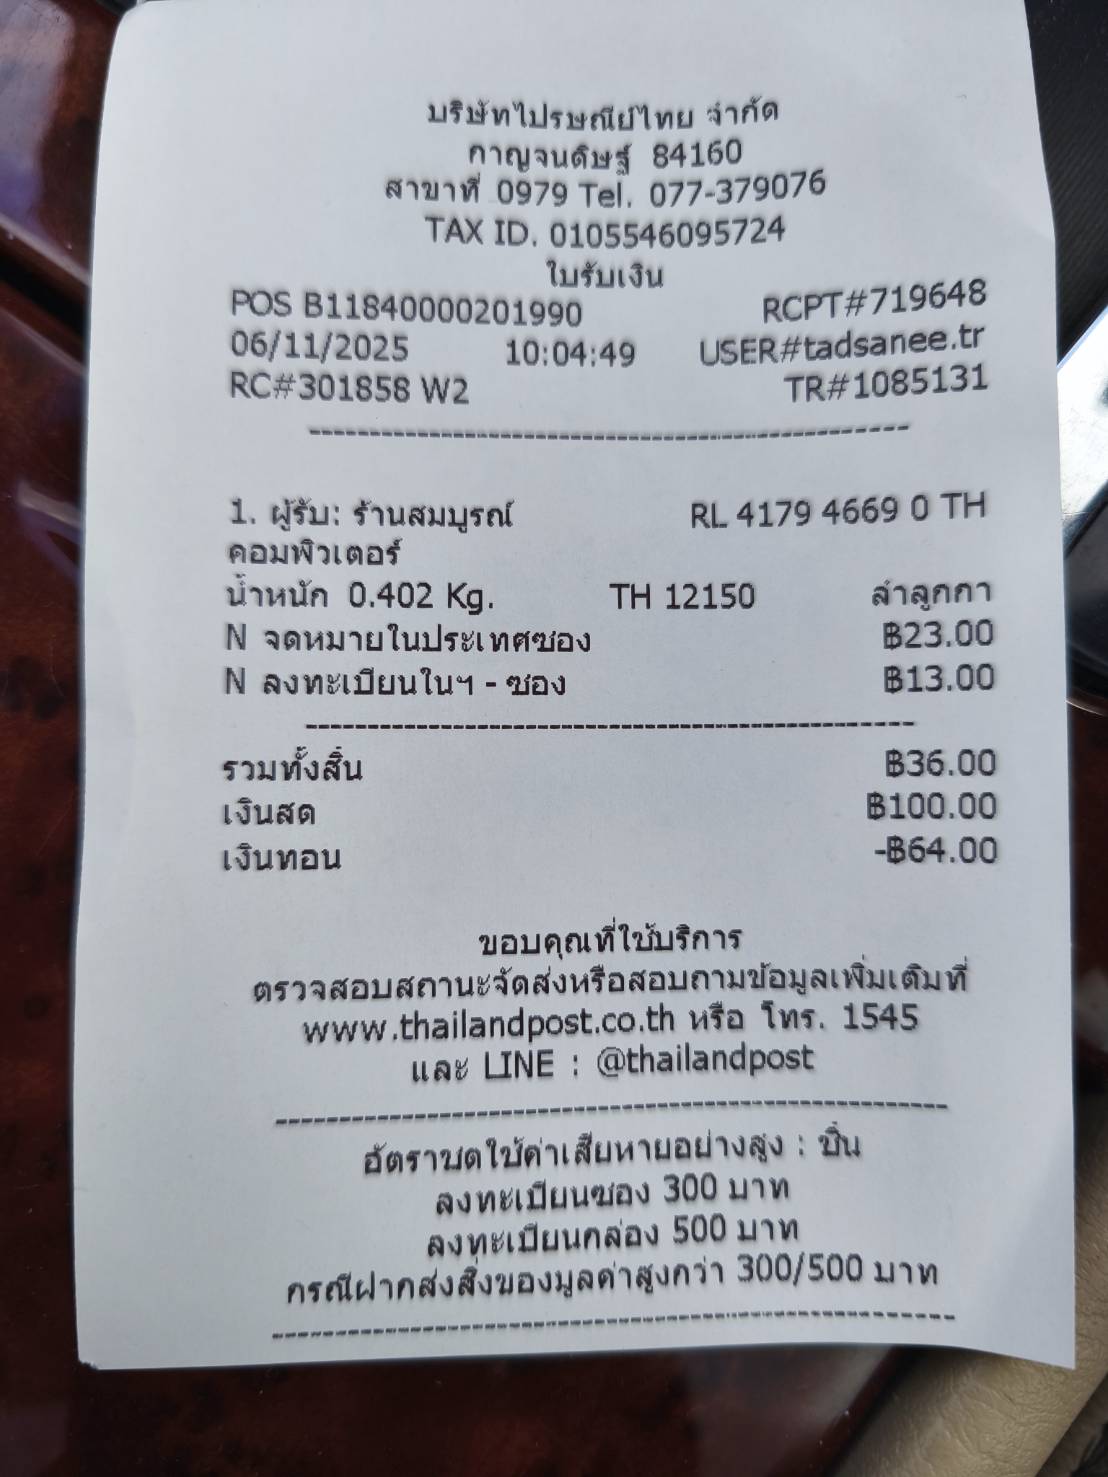 บริษัทไปรษณีย์ไทย จำกัด
กาญจนดิษฐ์ 84160
สาขาที่ 0979 Tel. 077-379076
TAX ID. 0105546095724
ใบรับเงิน
POS B11840000201990 RCPT#719648
06/11/2025 10:04:49 USER#tadsanee.tr
RC#301858 W2 TR#1085131
1. ผู้รับ: ร้านสมบูรณ์ RL 4179 4669 0 TH
คอมพิวเตอร์
น้ำหนัก 0.402 Kg. TH 12150 ลำลูกกา
N จดหมายในประเทศซอง ฿23.00
N ลงทะเบียนในฯ - ซอง ฿13.00
รวมทั้งสิ้น ฿36.00
เงินสด ฿100.00
เงินทอน -฿64.00
ขอบคุณที่ใช้บริการ
ตรวจสอบสถานะจัดส่งหรือสอบถามข้อมูลเพิ่มเติมที่
www.thailandpost.co.th หรือ โทร. 1545
และ LINE : @thailandpost
อัตราชดใช้ค่าเสียหายอย่างสูง : ชิ้น
ลงทะเบียนซอง 300 บาท
ลงทะเบียนกล่อง 500 บาท
กรณีฝากส่งสิ่งของมูลค่าสูงกว่า 300/500 บาท